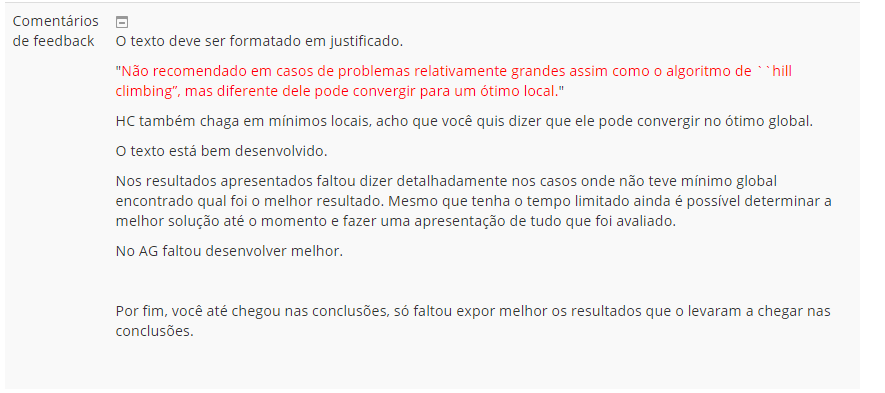 Comentários
de feedback
O texto deve ser formatado em justificado.
"Não recomendado em casos de problemas relativamente grandes assim como o algoritmo de ``hill
climbing”, mas diferente dele pode convergir para um ótimo local."
HC também chaga em mínimos locais, acho que você quis dizer que ele pode convergir no ótimo global.
O texto está bem desenvolvido.
Nos resultados apresentados faltou dizer detalhadamente nos casos onde não teve mínimo global
encontrado qual foi o melhor resultado. Mesmo que tenha o tempo limitado ainda é possível determinar a
melhor solução até o momento e fazer uma apresentação de tudo que foi avaliado.
No AG faltou desenvolver melhor.
Por fim, você até chegou nas conclusões, só faltou expor melhor os resultados que o levaram a chegar nas
conclusões.